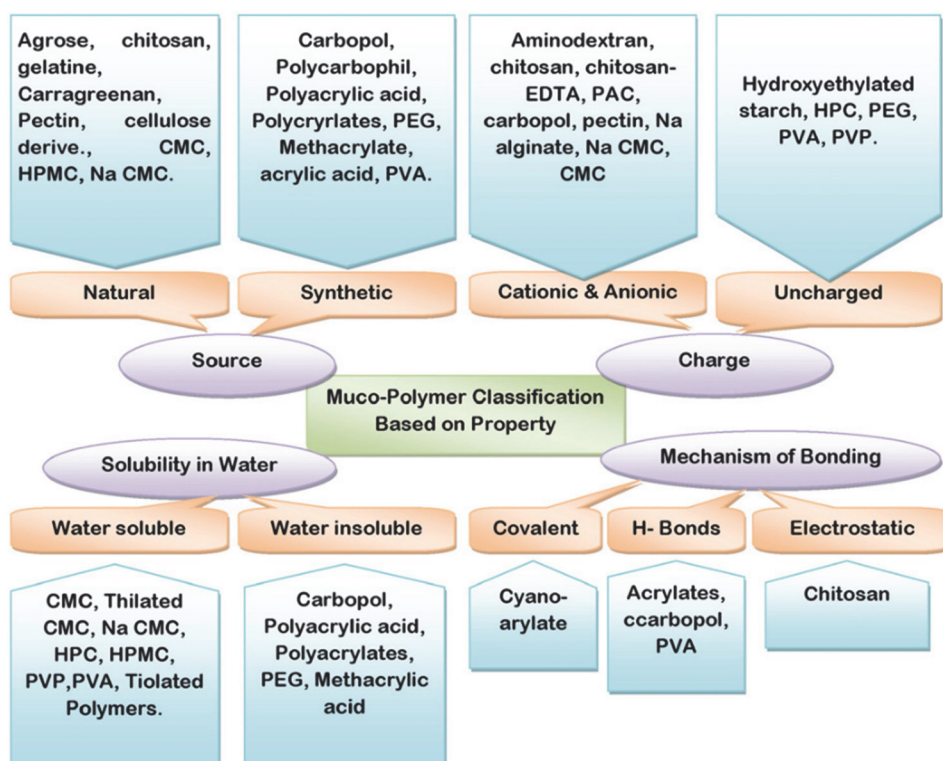 Agrose, chitosan,
gelatine,
Carragreenan,
Pectin, cellulose
derive., CMC,
HPMC, Na CMC.
Carbopol,
Polycarbophil,
Polyacrylic acid,
Polycryrlates, PEG,
Methacrylate,
acrylic acid, PVA.
Aminodextran,
chitosan, chitosan-
EDTA, PAC,
carbopol, pectin, Na
alginate, Na CMC,
CMC
Hydroxyethylated
starch, HPC, PEG,
PVA, PVP.
Natural
Synthetic
Cationic & Anionic
Uncharged
Source
Charge
Muco-Polymer Classification
Based on Property
Solubility in Water
Mechanism of Bonding
Water soluble
Water insoluble
Covalent
H- Bonds
Electrostatic
CMC, Thilated
CMC, Na CMC,
HPC, HPMC,
PVP,PVA, Tiolated
Polymers.
Carbopol,
Polyacrylic acid,
Polyacrylates,
PEG, Methacrylic
acid
Cyano-
arylate
Acrylates,
ccarbopol,
PVA
Chitosan